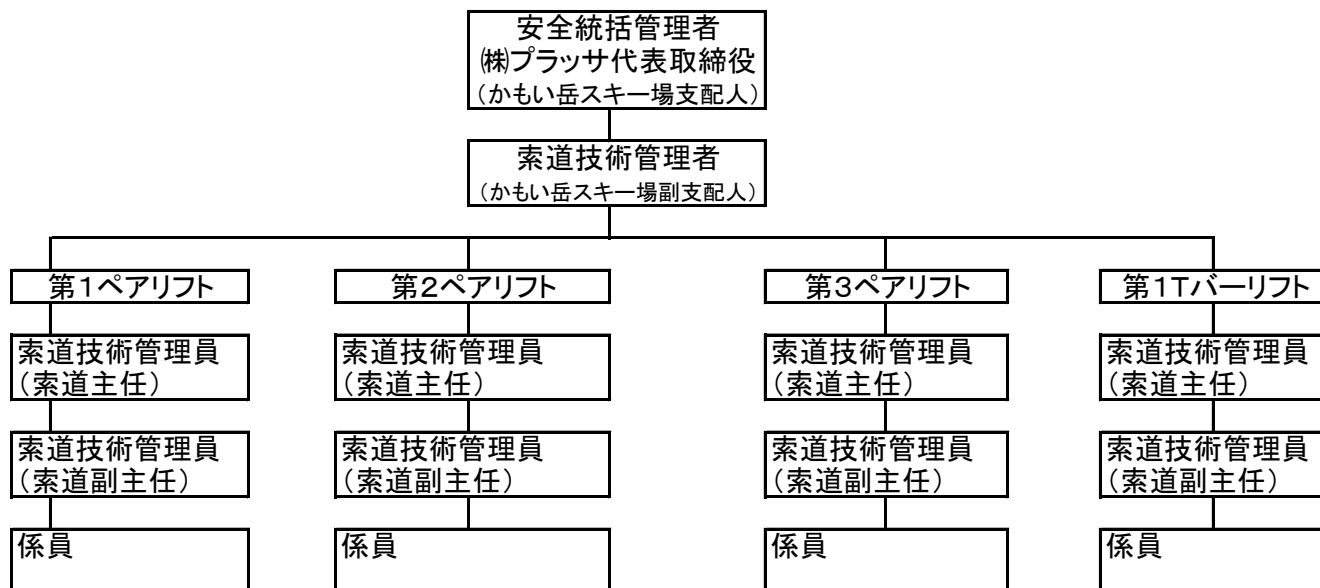 安全統括管理者
㈱プラッサ代表取締役
（かもい岳スキー場支配人）
索道技術管理者
（かもい岳スキー場副支配人）
第１ペアリフト
第２ペアリフト
第３ペアリフト
第１Ｔバーリフト
索道技術管理員
（索道主任）
索道技術管理員
（索道主任）
索道技術管理員
（索道主任）
索道技術管理員
（索道主任）
索道技術管理員
（索道副主任）
索道技術管理員
（索道副主任）
索道技術管理員
（索道副主任）
索道技術管理員
（索道副主任）
係員
係員
係員
係員